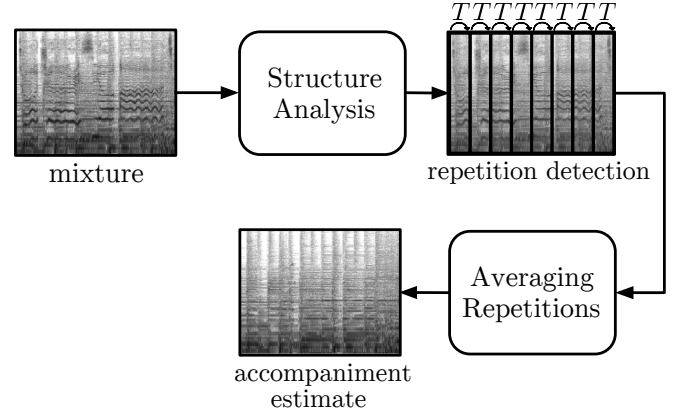 T T T T T T T T
Structure
Analysis
mixture
repetition detection
Averaging
Repetitions
accompaniment
estimate